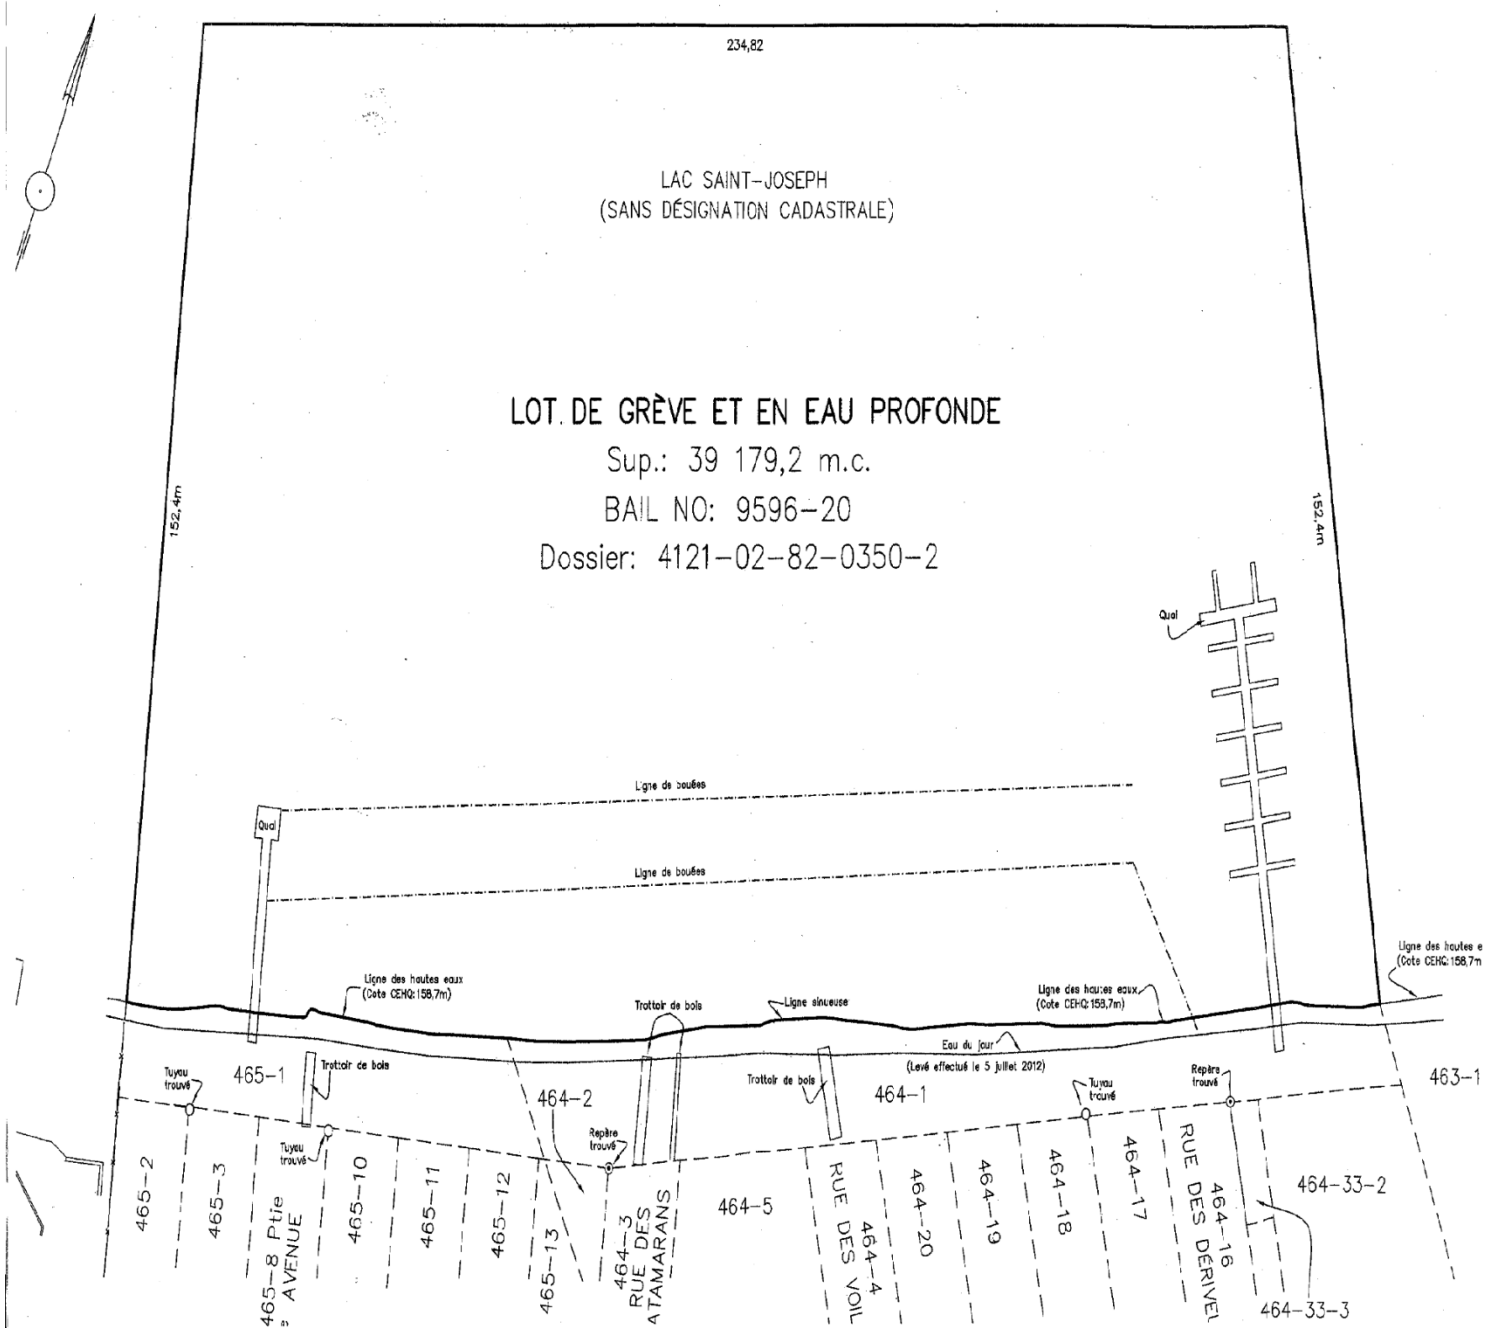 234,82
LAC SAINT-JOSEPH
(SANS DÉSIGNATION CADASTRALE)
LOT. DE GRÈVE ET EN EAU PROFONDE
Sup.: 39 179,2 m.c.
BAIL NO: 9596-20
Dossier: 4121-02-82-0350-2
152,4m
152,4m
Quai
Ligne de bouées
Quai
Ligne de bouées
Ligne des hautes e
(Cote CEHQ:158,7m
Ligne des hautes eaux
(Cote CEHQ:158,7m)
Ligne des hautes eaux
(Cote CEHQ:158,7m)
Trottoir de bois
Ligne sinueuse
Eau du jour
(Levé effectué le 5 juillet 2012)
Tuyau
trouvé
465-1
Trottoir de bois
464-2
Trottoir de bois
464-1
Tuyau
trouvé
Repère
trouvé
463-1
Tuyau
trouvé
Repère
trouvé
465-2
465-3
465-8 Ptie
AVENUE
465-10
465-11
465-12
465-13
464-3
RUE DES
ATAMARANS
464-5
464-4
RUE DES VOIL
464-20
464-19
464-18
464-17
464-16
RUE DES DÉRIVEU
464-33-2
464-33-3